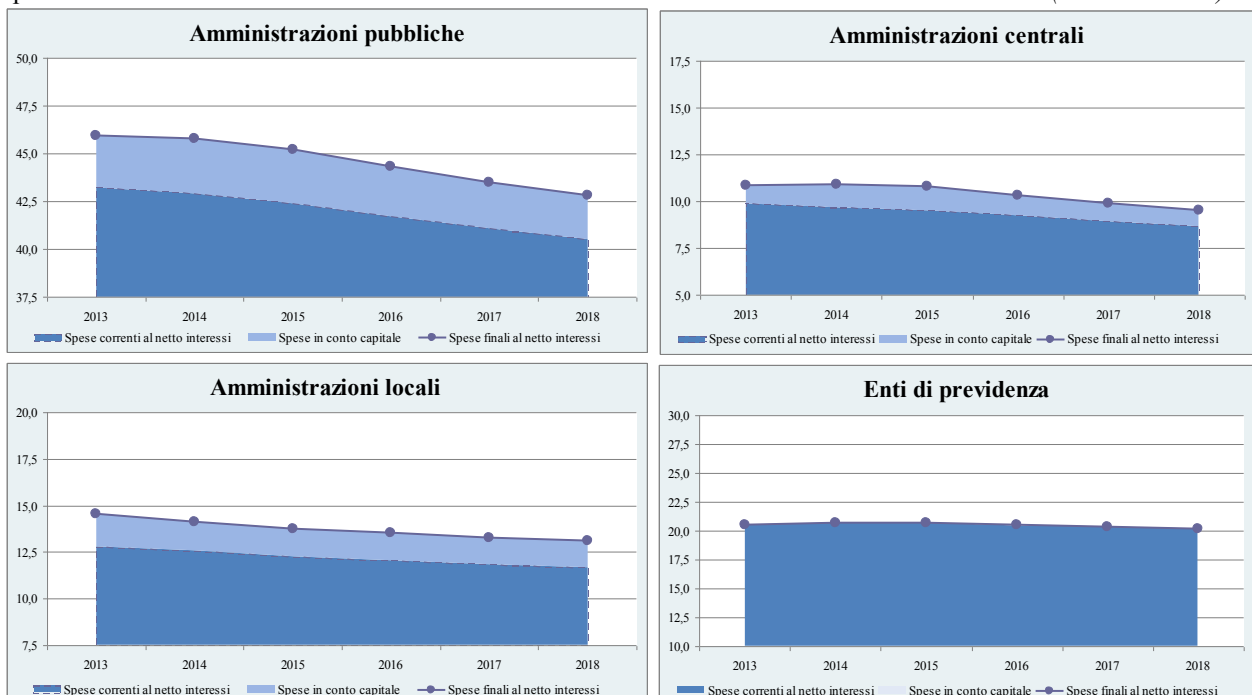 Amministrazioni pubbliche
50,0
47,5
45,0
42,5
40,0
37,5
2013 2014 2015 2016 2017 2018
Spese correnti al netto interessi Spese in conto capitale Spese finali al netto interessi
Amministrazioni centrali
17,5
15,0
12,5
10,0
7,5
5,0
2013 2014 2015 2016 2017 2018
Spese correnti al netto interessi Spese in conto capitale Spese finali al netto interessi
Amministrazioni locali
20,0
17,5
15,0
12,5
10,0
7,5
2013 2014 2015 2016 2017 2018
Spese correnti al netto interessi Spese in conto capitale Spese finali al netto interessi
Enti di previdenza
30,0
27,5
25,0
22,5
20,0
17,5
15,0
12,5
10,0
2013 2014 2015 2016 2017 2018
Spese correnti al netto interessi Spese in conto capitale Spese finali al netto interessi